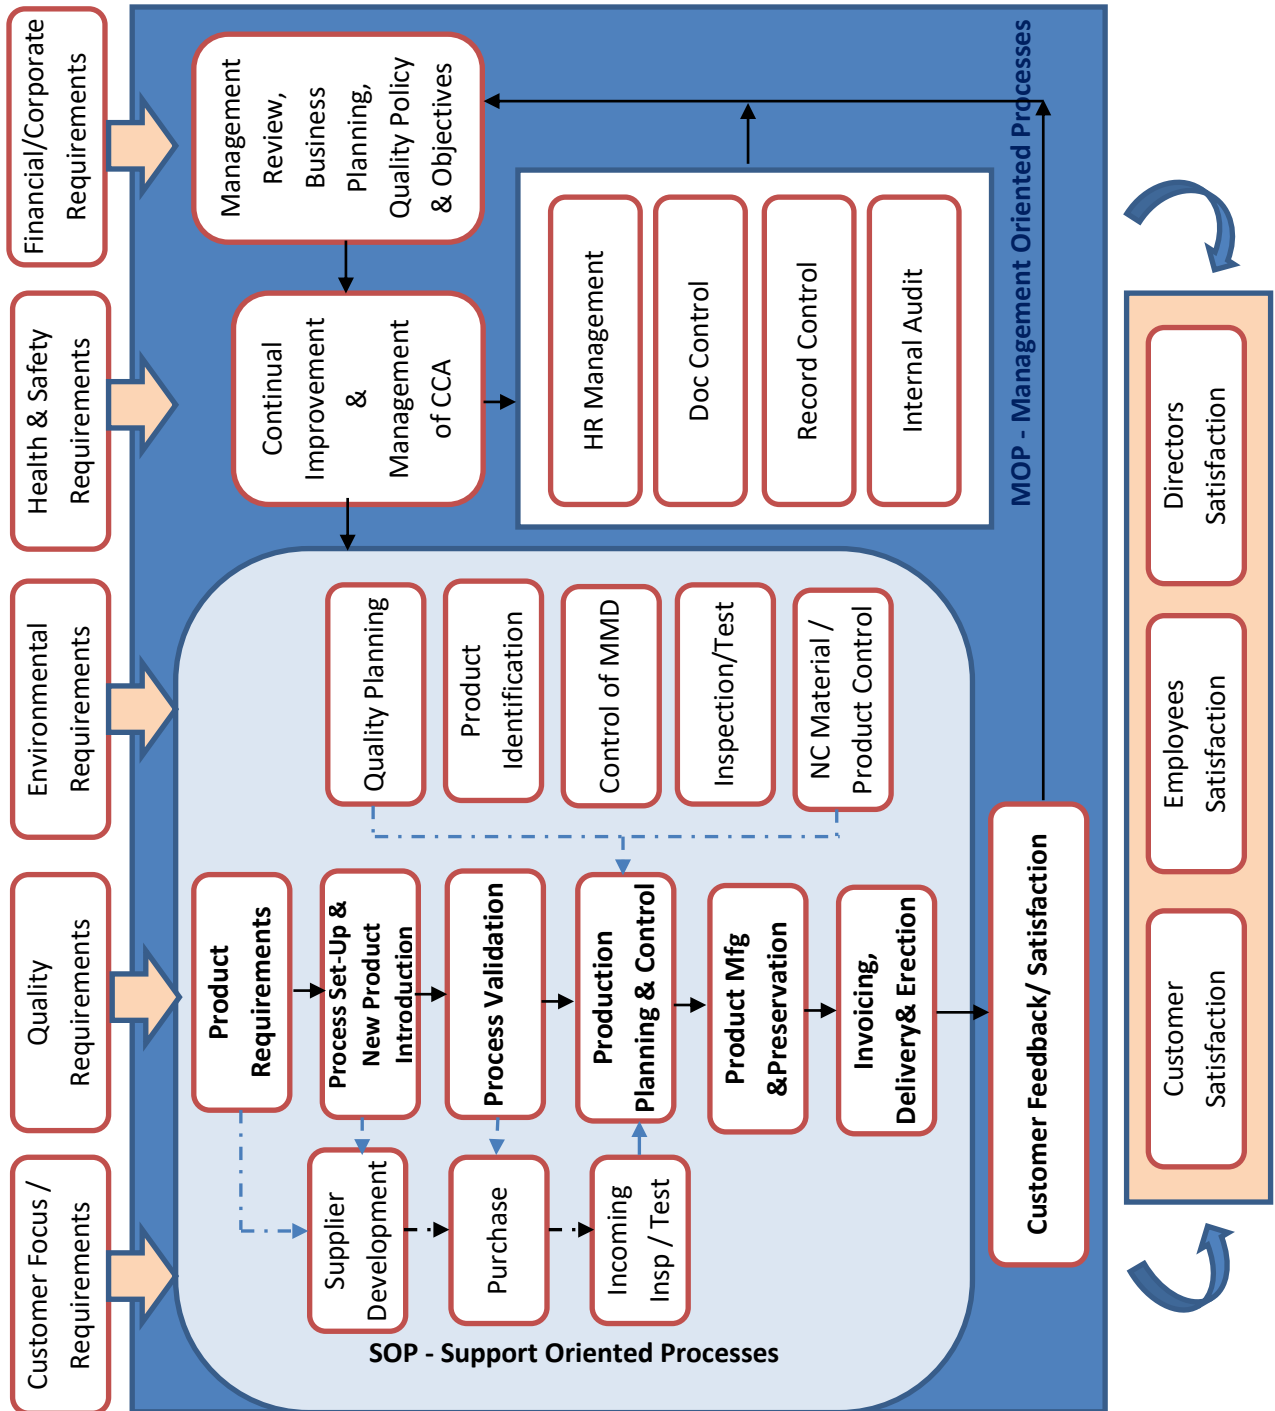 Customer Focus /
Requirements
Quality
Requirements
Environmental
Requirements
Health & Safety
Requirements
Financial/Corporate
Requirements
Management
Review,
Business
Planning,
Quality Policy
& Objectives
Continual
Improvement
&
Management
of CCA
HR Management
Doc Control
Record Control
Internal Audit
MOP - Management Oriented Processes
Product
Requirements
Process Set-Up &
New Product
Introduction
Process Validation
Production
Planning & Control
Product Mfg
&Preservation
Invoicing,
Delivery& Erection
Quality Planning
Product
Identification
Control of MMD
Inspection/Test
NC Material /
Product Control
Supplier
Development
Purchase
Incoming
Insp / Test
SOP - Support Oriented Processes
Customer Feedback/ Satisfaction
Customer
Satisfaction
Employees
Satisfaction
Directors
Satisfaction